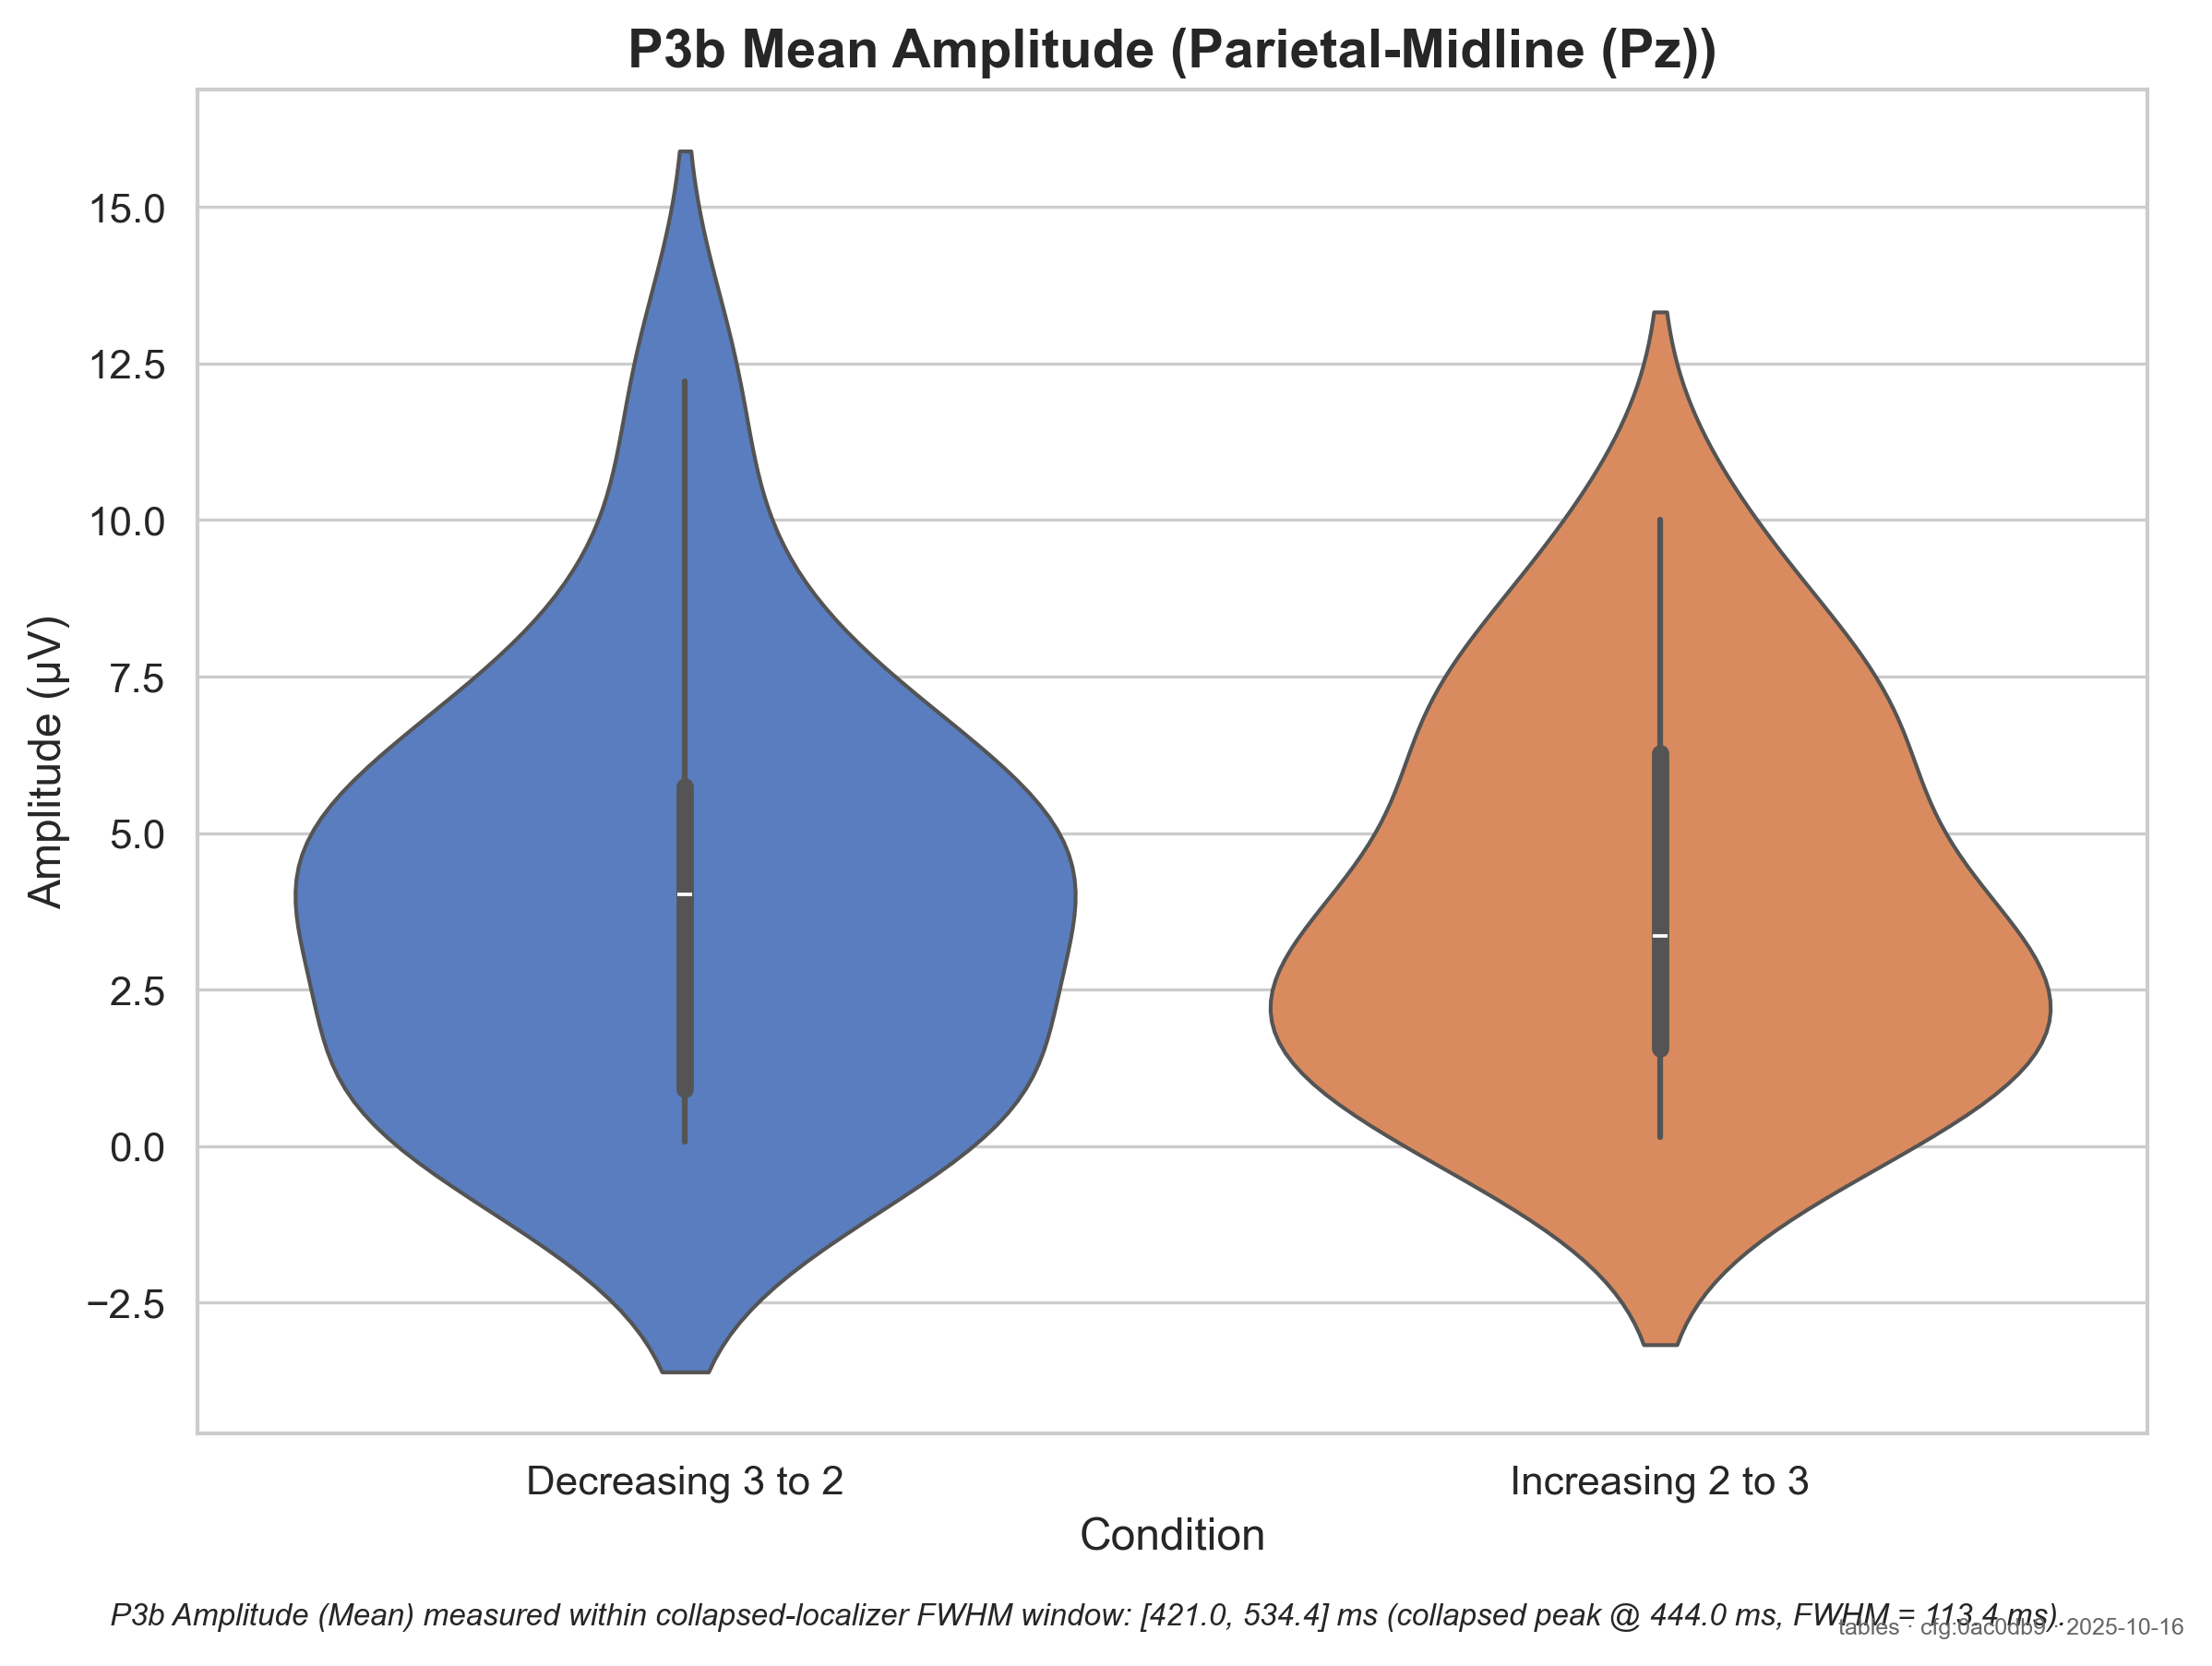 P3b Mean Amplitude (Parietal-Midline (Pz))
Amplitude (µV)
15.0
12.5
10.0
7.5
5.0
2.5
0.0
−2.5
Decreasing 3 to 2
Increasing 2 to 3
Condition
P3b Amplitude (Mean) measured within collapsed-localizer FWHM window: [421.0, 534.4] ms (collapsed peak @ 444.0 ms, FWHM = 113.4 ms).
tables · cfg:0ac0db9 · 2025-10-16